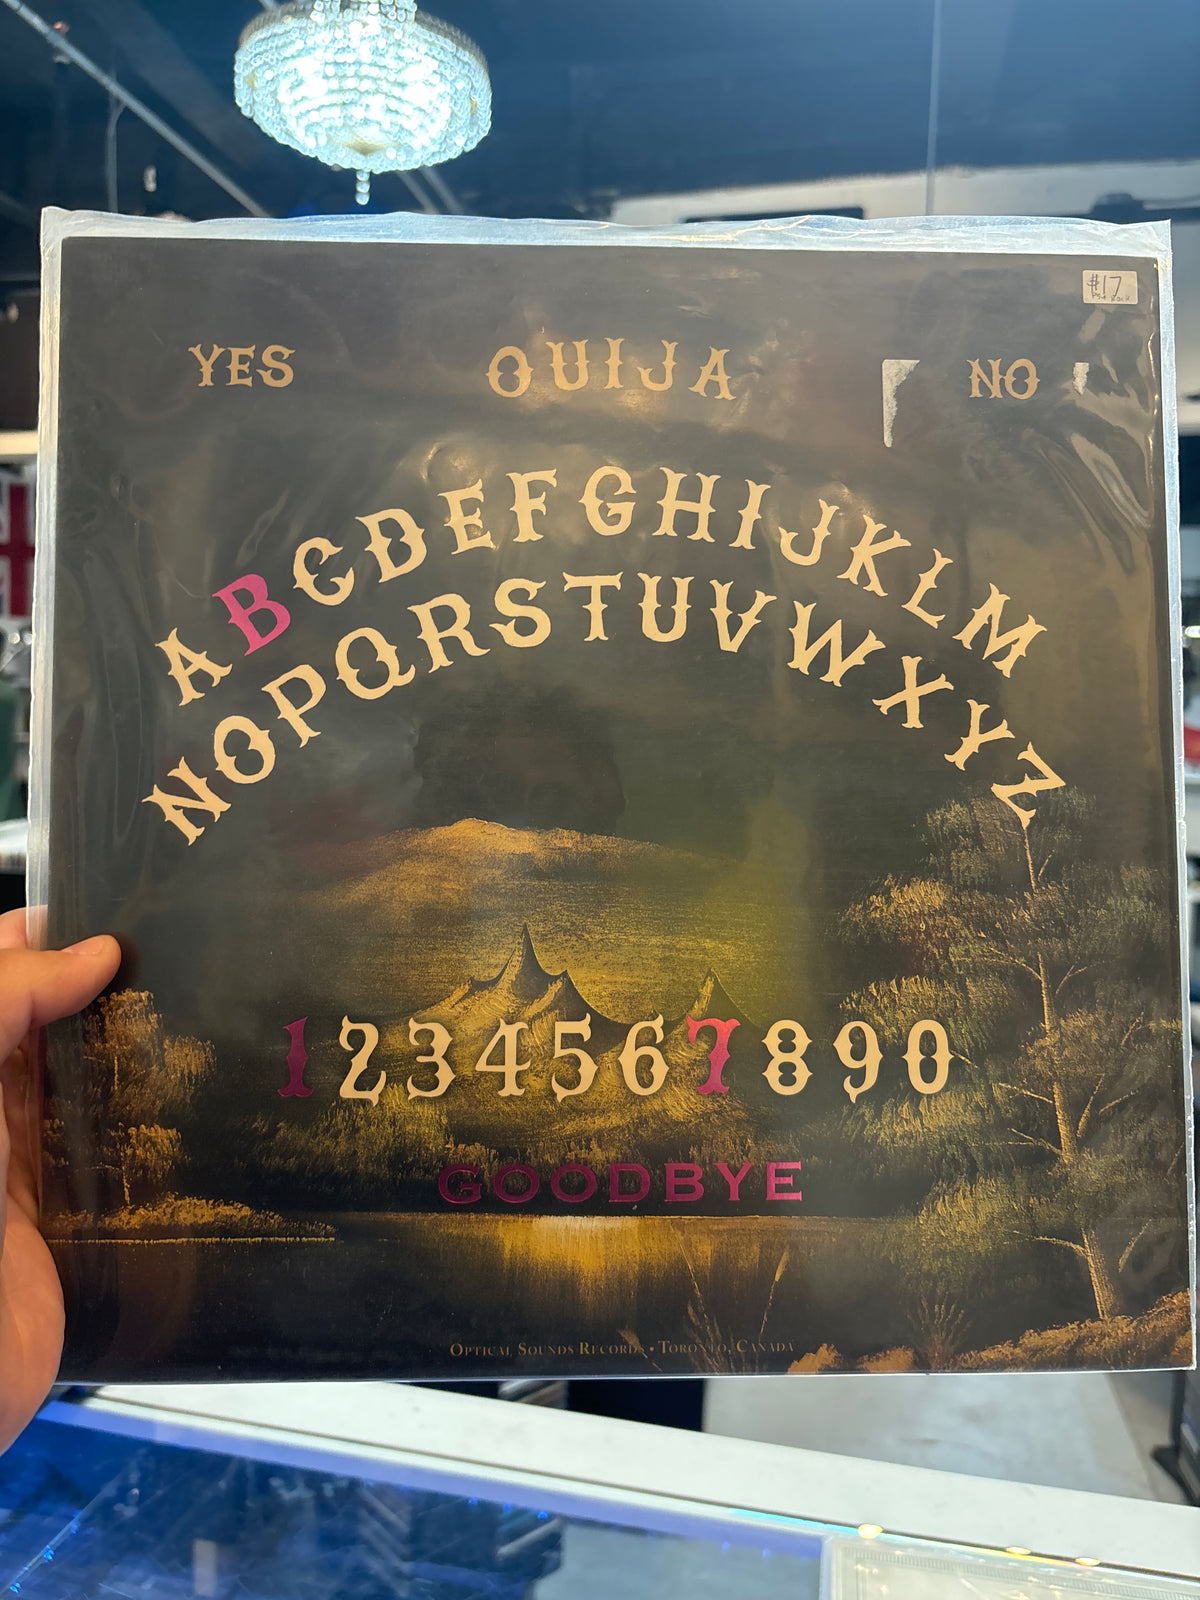 #17
YES OUIJA NO
ABCDEFGHIJKLM
NOPQRSTUVWXYZ
1234567890
GOODBYE
OPTICAL SOUNDS RECORDS • TORONTO, CANADA